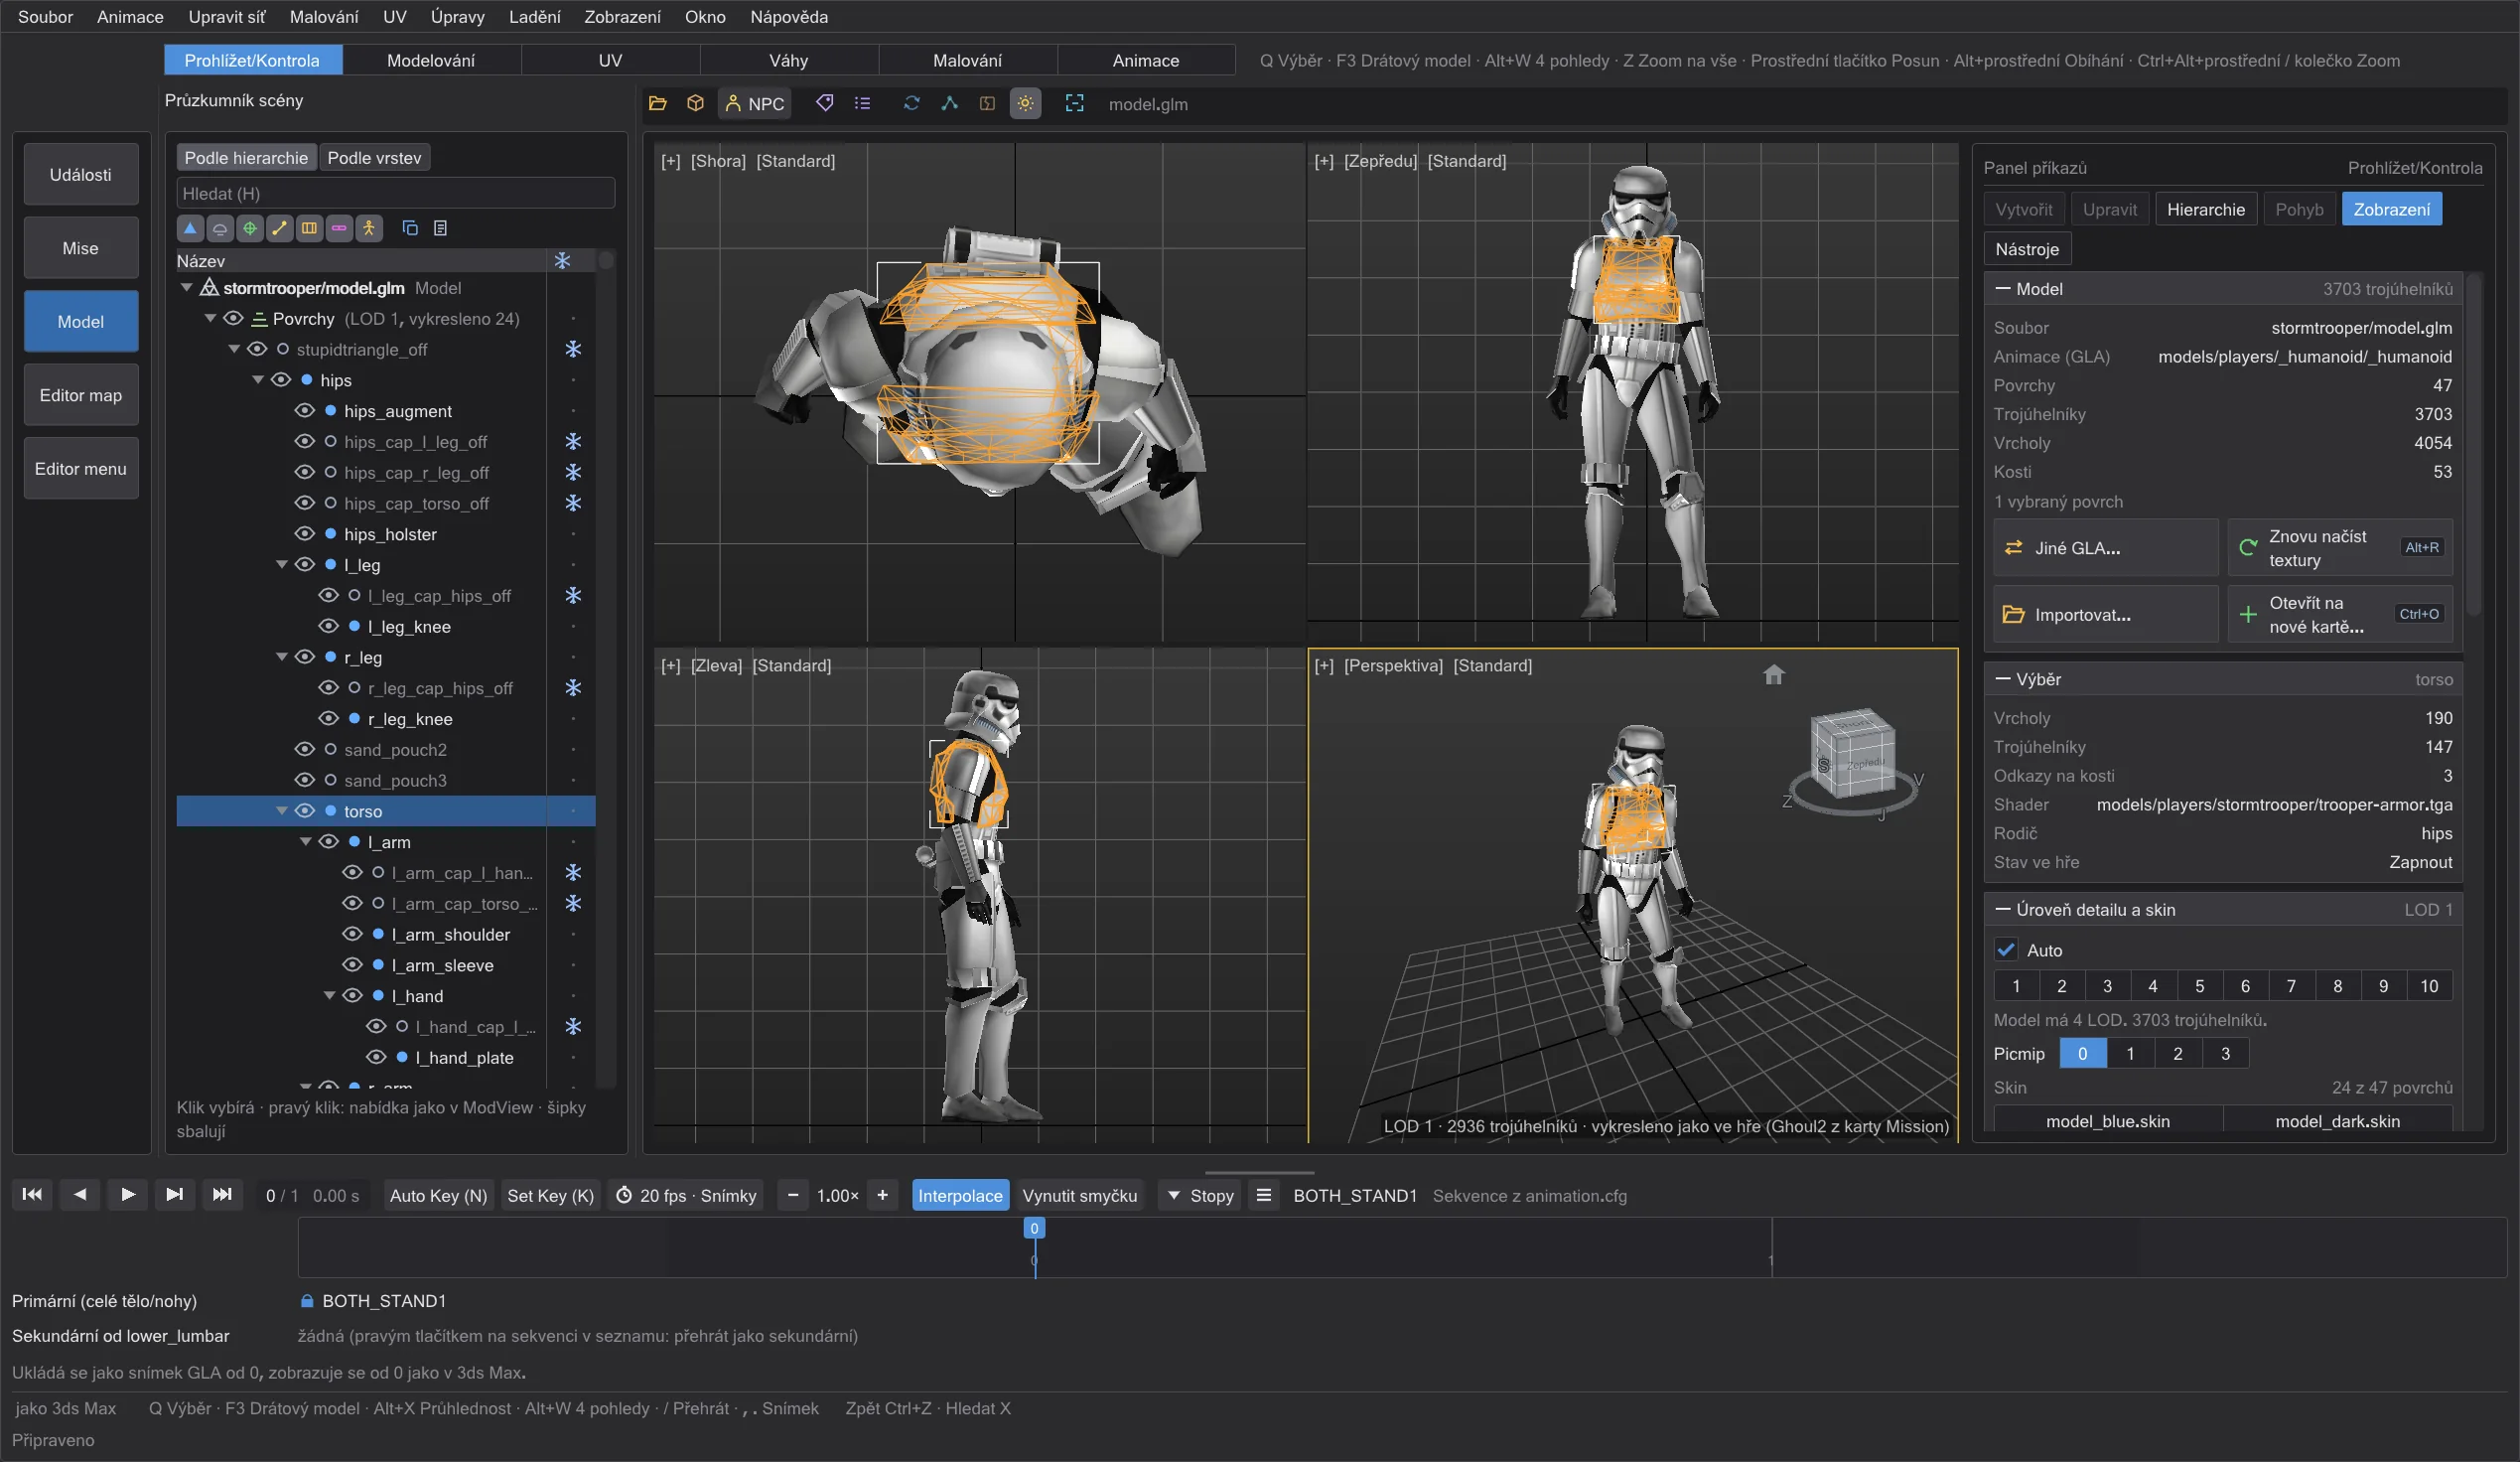 Soubor Animace Upravit síť Malování UV Úpravy Ladění Zobrazení Okno Nápověda
Prohlížet/Kontrola Modelování UV Váhy Malování Animace Q Výběr · F3 Drátový model · Alt+W 4 pohledy · Z Zoom na vše · Prostřední tlačítko Posun · Alt+prostřední Obíhání · Ctrl+Alt+prostřední / kolečko Zoom
Průzkumník scény
NPC model.glm
Události
Mise
Model
Editor map
Editor menu
Podle hierarchie Podle vrstev
Hledat (H)
Název
stormtrooper/model.glm Model
Povrchy (LOD 1, vykresleno 24)
stupidtriangle_off
hips
hips_augment
hips_cap_l_leg_off
hips_cap_r_leg_off
hips_cap_torso_off
hips_holster
l_leg
l_leg_cap_hips_off
l_leg_knee
r_leg
r_leg_cap_hips_off
r_leg_knee
sand_pouch2
sand_pouch3
torso
l_arm
l_arm_cap_l_han...
l_arm_cap_torso_...
l_arm_shoulder
l_arm_sleeve
l_hand
l_hand_cap_l_...
l_hand_plate
r_arm
Klik vybírá · pravý klik: nabídka jako v ModView · šipky
sbalují
[+] [Shora] [Standard]
[+] [Zepředu] [Standard]
[+] [Zleva] [Standard]
[+] [Perspektiva] [Standard]
Zepředu
Z
V
J
LOD 1 · 2936 trojúhelníků · vykresleno jako ve hře (Ghoul2 z karty Mission)
Panel příkazů Prohlížet/Kontrola
Vytvořit Upravit Hierarchie Pohyb Zobrazení
Nástroje
Model 3703 trojúhelníků
Soubor stormtrooper/model.glm
Animace (GLA) models/players/_humanoid/_humanoid
Povrchy 47
Trojúhelníky 3703
Vrcholy 4054
Kosti 53
1 vybraný povrch
Jiné GLA...
Znovu načíst
textury
Alt+R
Importovat...
Otevřít na
nové kartě...
Ctrl+O
Výběr torso
Vrcholy 190
Trojúhelníky 147
Odkazy na kosti 3
Shader models/players/stormtrooper/trooper-armor.tga
Rodič hips
Stav ve hře Zapnout
Úroveň detailu a skin LOD 1
Auto
1 2 3 4 5 6 7 8 9 10
Model má 4 LOD. 3703 trojúhelníků.
Picmip 0 1 2 3
Skin 24 z 47 povrchů
model_blue.skin model_dark.skin
0 / 1 0.00 s Auto Key (N) Set Key (K) 20 fps · Snímky − 1.00× + Interpolace Vynutit smyčku Stopy BOTH_STAND1 Sekvence z animation.cfg
0
0 1
Primární (celé tělo/nohy) BOTH_STAND1
Sekundární od lower_lumbar žádná (pravým tlačítkem na sekvenci v seznamu: přehrát jako sekundární)
Ukládá se jako snímek GLA od 0, zobrazuje se od 0 jako v 3ds Max.
jako 3ds Max Q Výběr · F3 Drátový model · Alt+X Průhlednost · Alt+W 4 pohledy · / Přehrát · , . Snímek Zpět Ctrl+Z · Hledat X
Připraveno